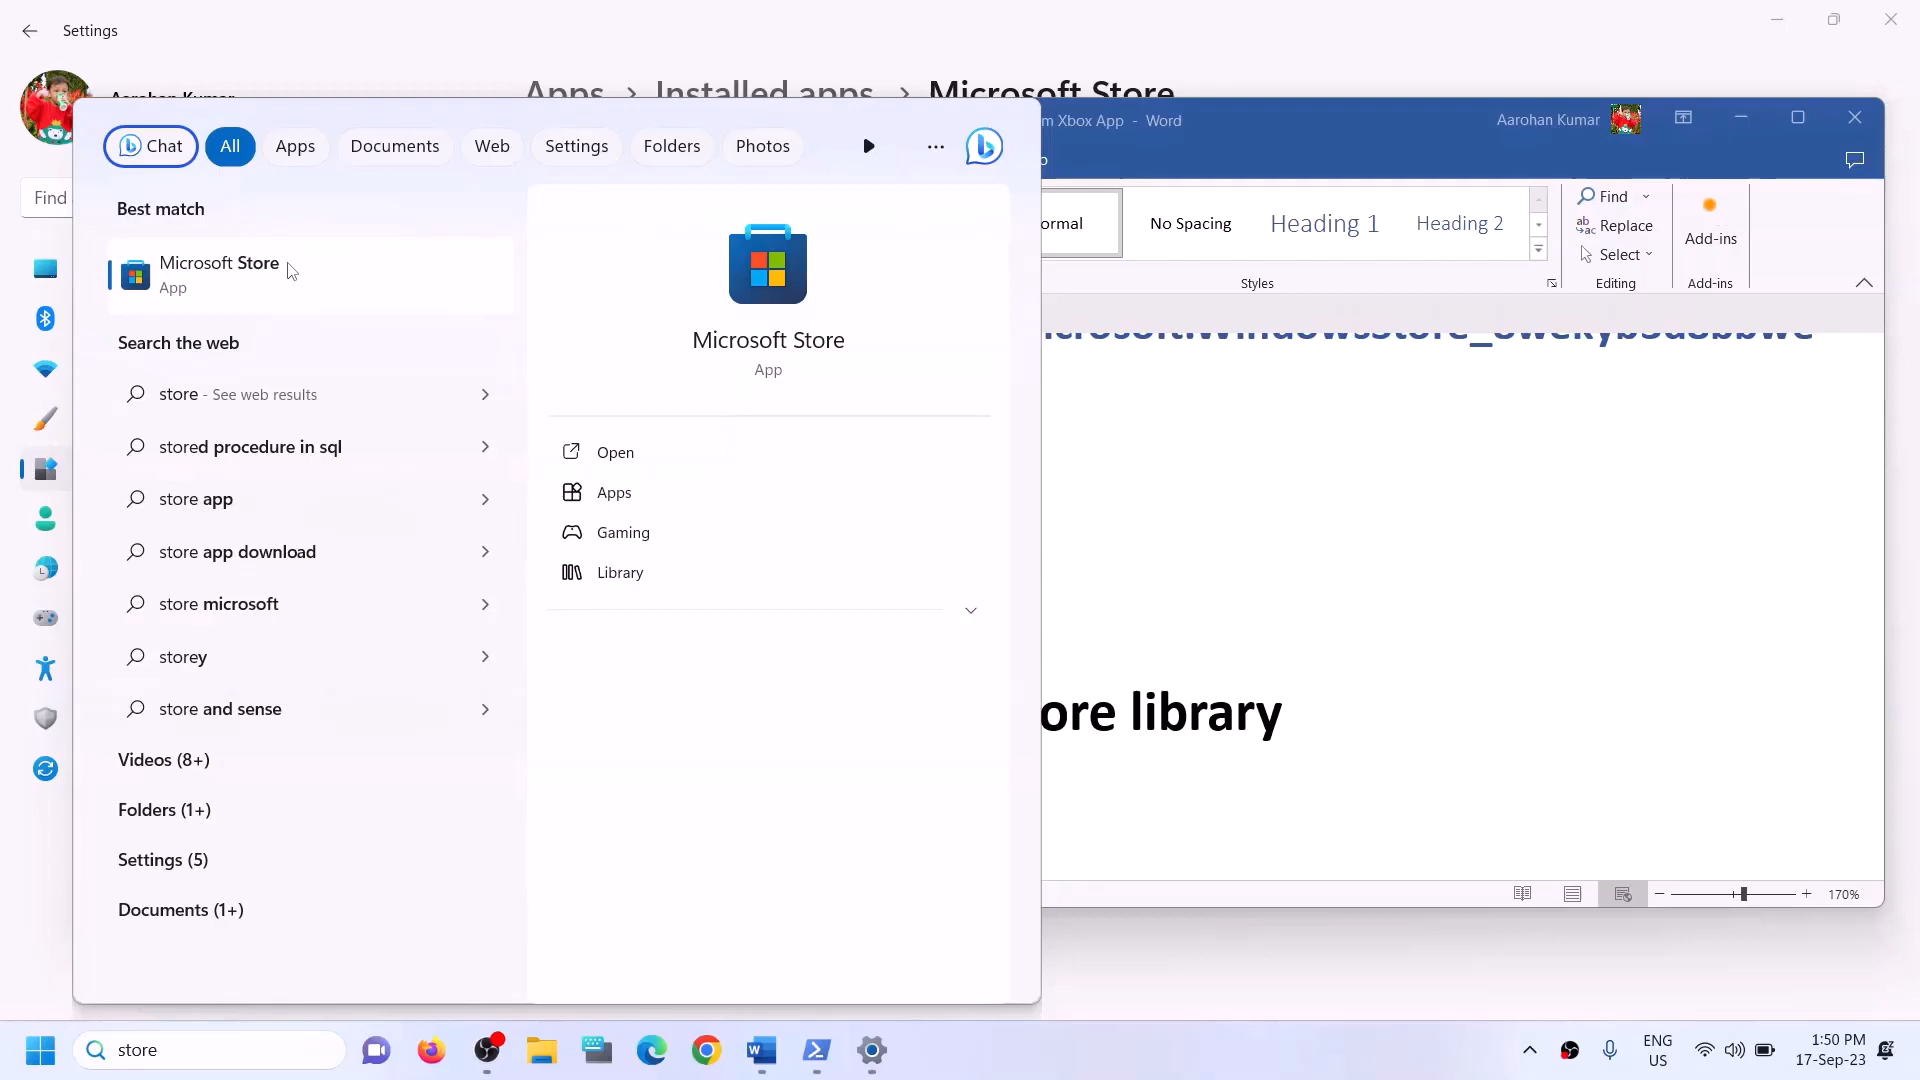 Settings
Aarohan Kumar
Apps > Installed apps > Microsoft Store
Find
Chat
All
Apps
Documents
Web
Settings
Folders
Photos
Best match
Microsoft Store
App
Search the web
store - See web results
stored procedure in sql
store app
store app download
store microsoft
storey
store and sense
Videos (8+)
Folders (1+)
Settings (5)
Documents (1+)
Microsoft Store
App
Open
Apps
Gaming
Library
m Xbox App - Word
Aarohan Kumar
ormal
No Spacing
Heading 1
Heading 2
Styles
Find
Replace
Select
Editing
Add-ins
Add-ins
icrosoft.WindowsStore_8wekyb3d8bbwe
ore library
170%
store
ENG
US
1:50 PM
17-Sep-23